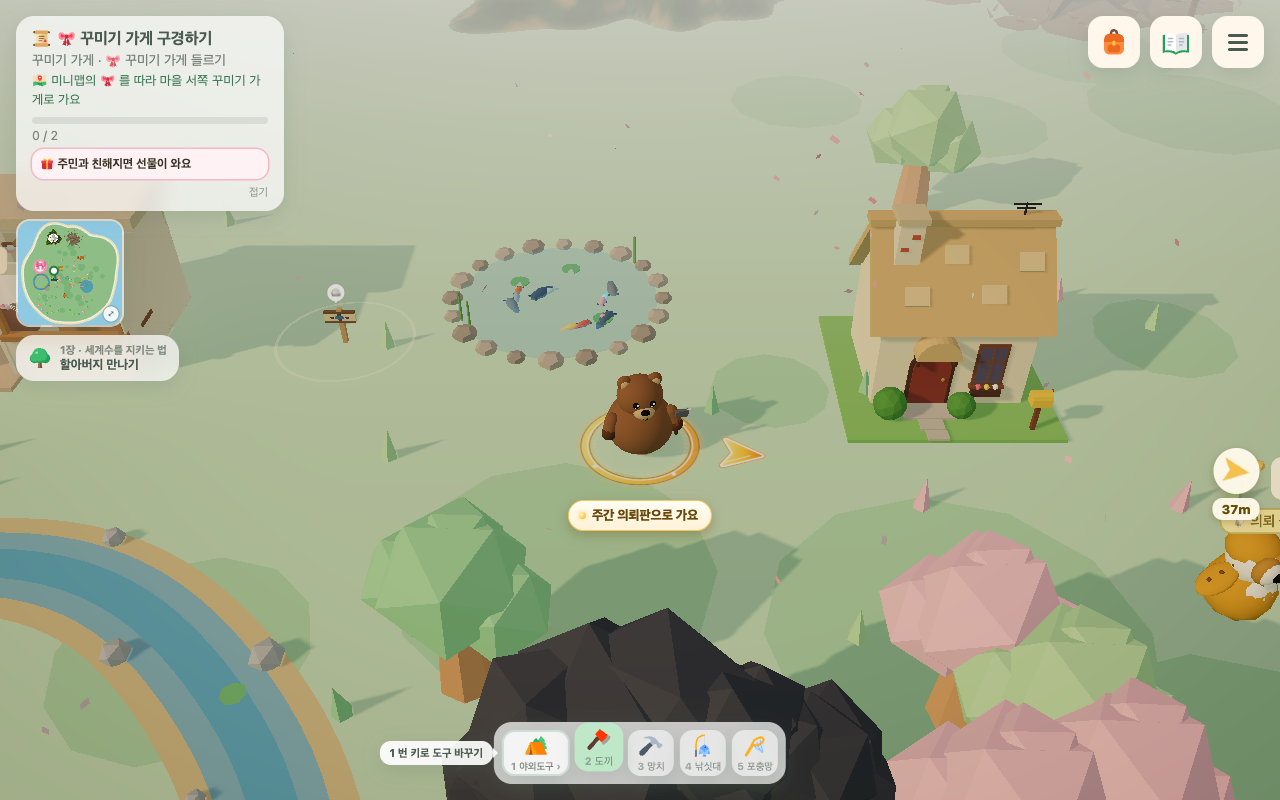 꾸미기 가게 구경하기
꾸미기 가게 · 꾸미기 가게 들르기
미니맵의 를 따라 마을 서쪽 꾸미기 가
게로 가요
0 / 2
주민과 친해지면 선물이 와요
접기
1장 · 세계수를 지키는 법
할아버지 만나기
주간 의뢰판으로 가요
37m
의뢰
1 번 키로 도구 바꾸기
1 야외도구 ›
2 도끼
3 망치
4 낚싯대
5 포충망